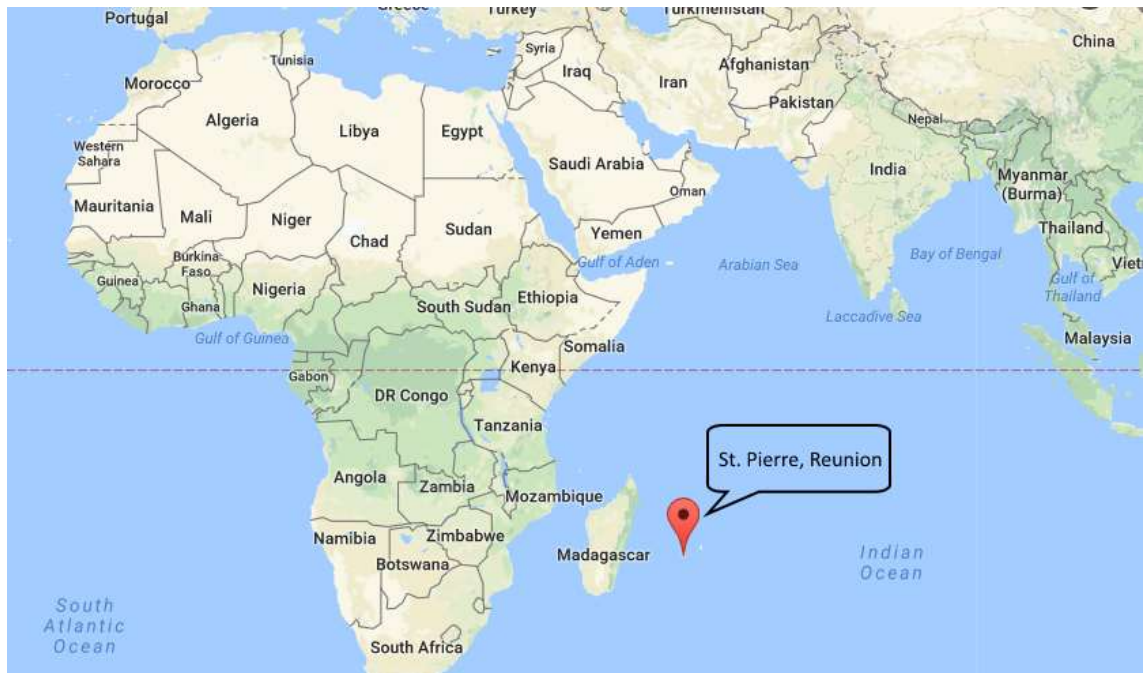 Greece
Portugal
Turkey
Turkmenistan
China
Syria
Afghanistan
Tunisia
Iraq
Iran
Morocco
Pakistan
Algeria
Libya
Egypt
Nepal
Western
Sahara
Saudi Arabia
India
Myanmar
(Burma)
Oman
Mauritania
Mali
Niger
Sudan
Yemen
Thailand
Chad
Burkina
Faso
Gulf of Aden
Arabian Sea
Bay of Bengal
Viet
Guinea
Nigeria
Ethiopia
Gulf of
Thailand
Ghana
South Sudan
Laccadive Sea
Gulf of Guinea
Somalia
Malaysia
Gabon
Kenya
DR Congo
Tanzania
St. Pierre, Reunion
Angola
Zambia
Mozambique
Namibia
Zimbabwe
Madagascar
Botswana
Indian
Ocean
South
Atlantic
Ocean
South Africa